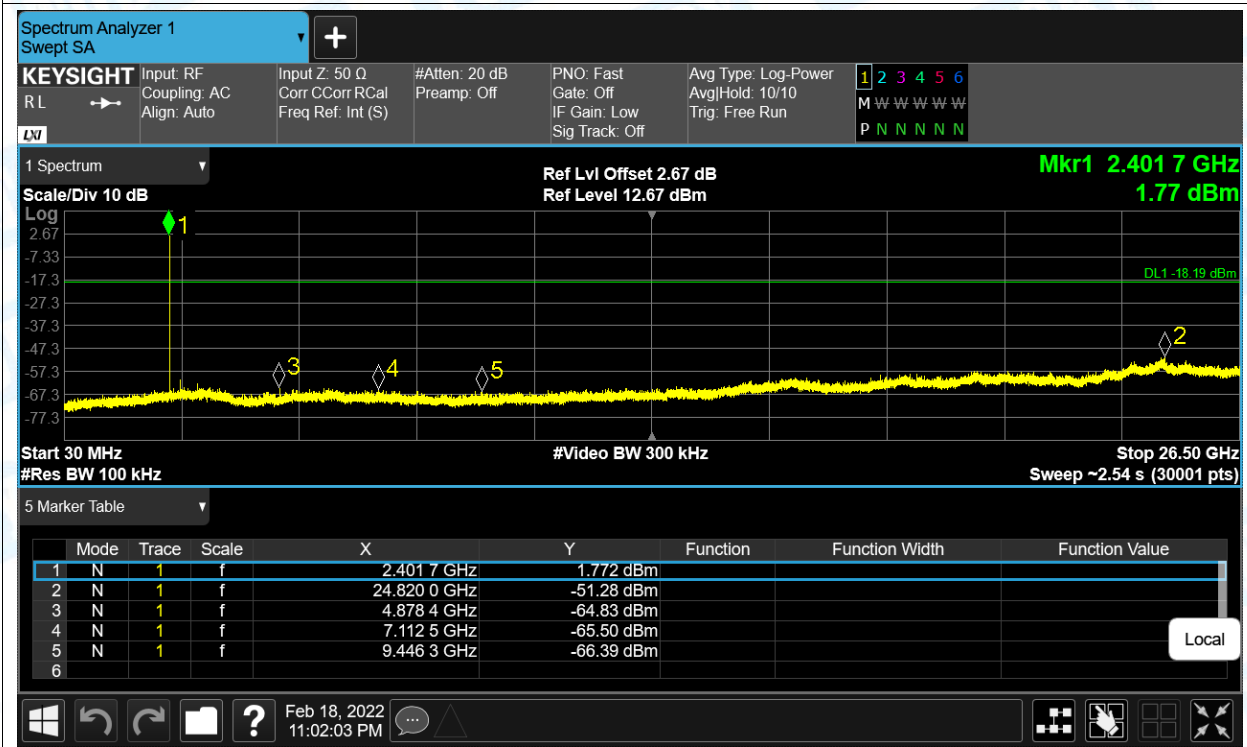 Spectrum Analyzer 1
Swept SA
+
KEYSIGHT
RL
LXI
Input: RF
Coupling: AC
Align: Auto
Input Z: 50 Ω
Corr CCorr RCal
Freq Ref: Int (S)
#Atten: 20 dB
Preamp: Off
PNO: Fast
Gate: Off
IF Gain: Low
Sig Track: Off
Avg Type: Log-Power
Avg|Hold: 10/10
Trig: Free Run
1 2 3 4 5 6
M W W W W W
P N N N N N
1 Spectrum
Scale/Div 10 dB
Ref Lvl Offset 2.67 dB
Ref Level 12.67 dBm
Mkr1 2.401 7 GHz
1.77 dBm
Log
2.67
-7.33
-17.3
-27.3
-37.3
-47.3
-57.3
-67.3
-77.3
1
DL1 -18.19 dBm
2
3
4
5
Start 30 MHz
#Res BW 100 kHz
#Video BW 300 kHz
Stop 26.50 GHz
Sweep ~2.54 s (30001 pts)
5 Marker Table
Mode Trace Scale X Y Function Function Width Function Value
1 N 1 f 2.401 7 GHz 1.772 dBm
2 N 1 f 24.820 0 GHz -51.28 dBm
3 N 1 f 4.878 4 GHz -64.83 dBm
4 N 1 f 7.112 5 GHz -65.50 dBm
5 N 1 f 9.446 3 GHz -66.39 dBm
6
Local
?
Feb 18, 2022
11:02:03 PM